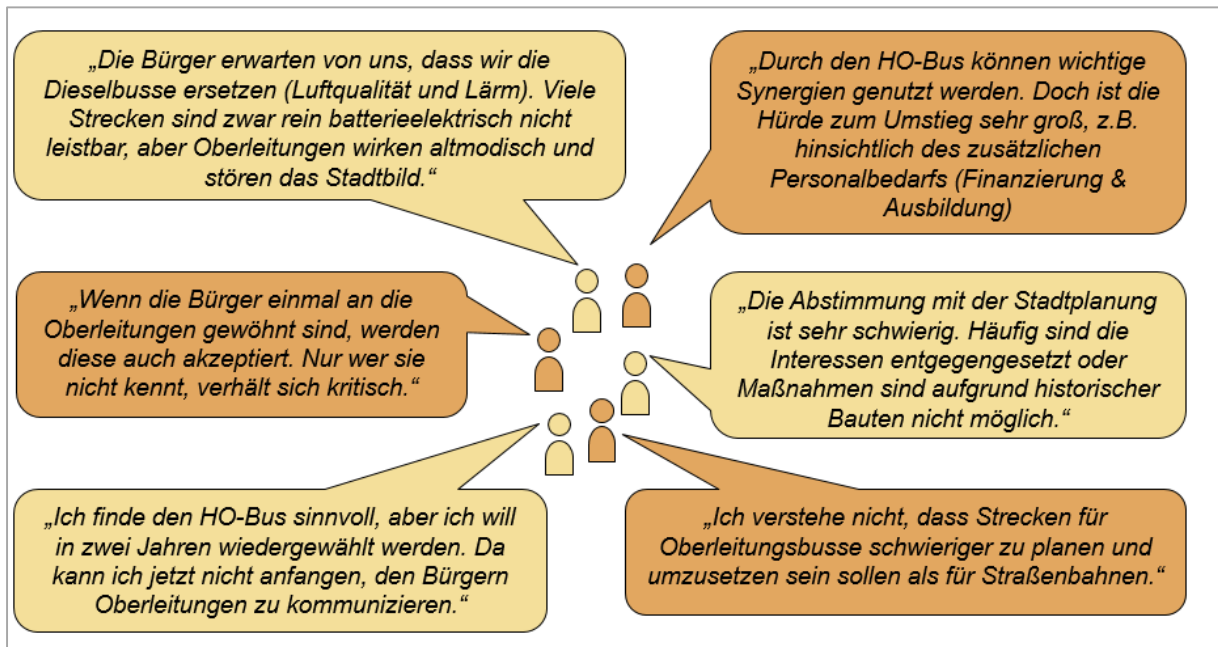 „Die Bürger erwarten von uns, dass wir die
Dieselbusse ersetzen (Luftqualität und Lärm). Viele
Strecken sind zwar rein batterieelektrisch nicht
leistbar, aber Oberleitungen wirken altmodisch und
stören das Stadtbild.“
„Durch den HO-Bus können wichtige
Synergien genutzt werden. Doch ist die
Hürde zum Umstieg sehr groß, z.B.
hinsichtlich des zusätzlichen
Personalbedarfs (Finanzierung &
Ausbildung)
„Wenn die Bürger einmal an die
Oberleitungen gewöhnt sind, werden
diese auch akzeptiert. Nur wer sie
nicht kennt, verhält sich kritisch.“
„Die Abstimmung mit der Stadtplanung
ist sehr schwierig. Häufig sind die
Interessen entgegengesetzt oder
Maßnahmen sind aufgrund historischer
Bauten nicht möglich.“
„Ich finde den HO-Bus sinnvoll, aber ich will
in zwei Jahren wiedergewählt werden. Da
kann ich jetzt nicht anfangen, den Bürgern
Oberleitungen zu kommunizieren.“
„Ich verstehe nicht, dass Strecken für
Oberleitungsbusse schwieriger zu planen und
umzusetzen sein sollen als für Straßenbahnen.“